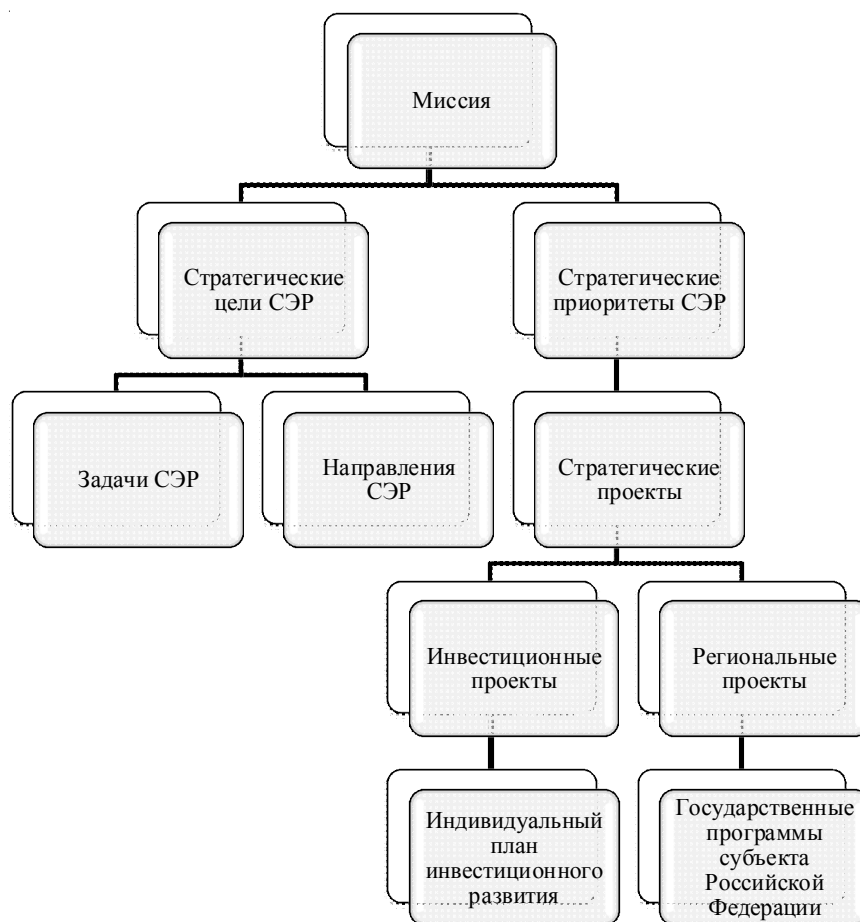 Миссия
Стратегические
цели СЭР
Стратегические
приоритеты СЭР
Задачи СЭР
Направления
СЭР
Стратегические
проекты
Инвестиционные
проекты
Региональные
проекты
Индивидуальный
план
инвестиционного
развития
Государственные
программы
субъекта
Российской
Федерации